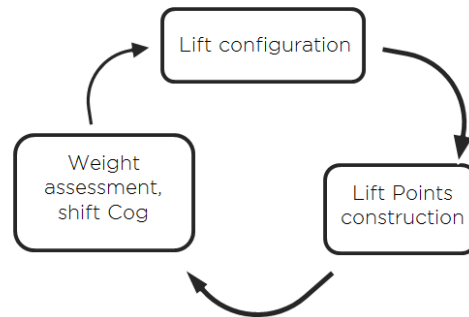 Lift configuration
Lift Points
construction
Weight
assessment,
shift Cog